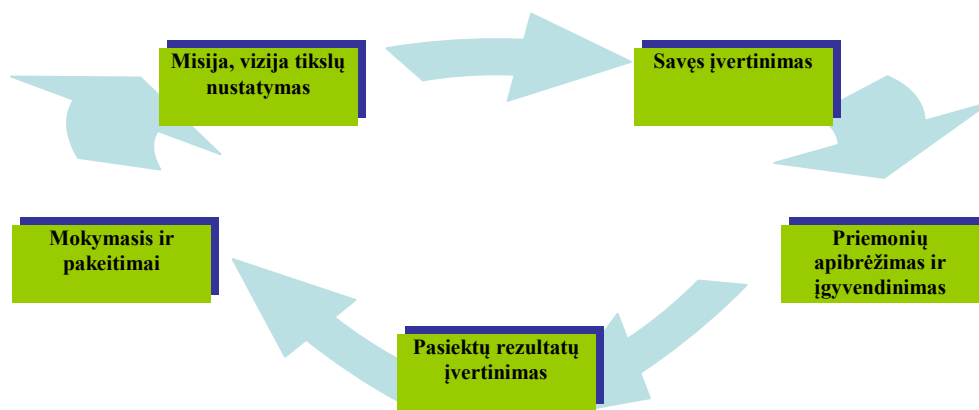 Misija, vizija tikslų
nustatymas
Savęs įvertinimas
Priemonių
apibrėžimas ir
įgyvendinimas
Pasiektų rezultatų
įvertinimas
Mokymasis ir
pakeitimai